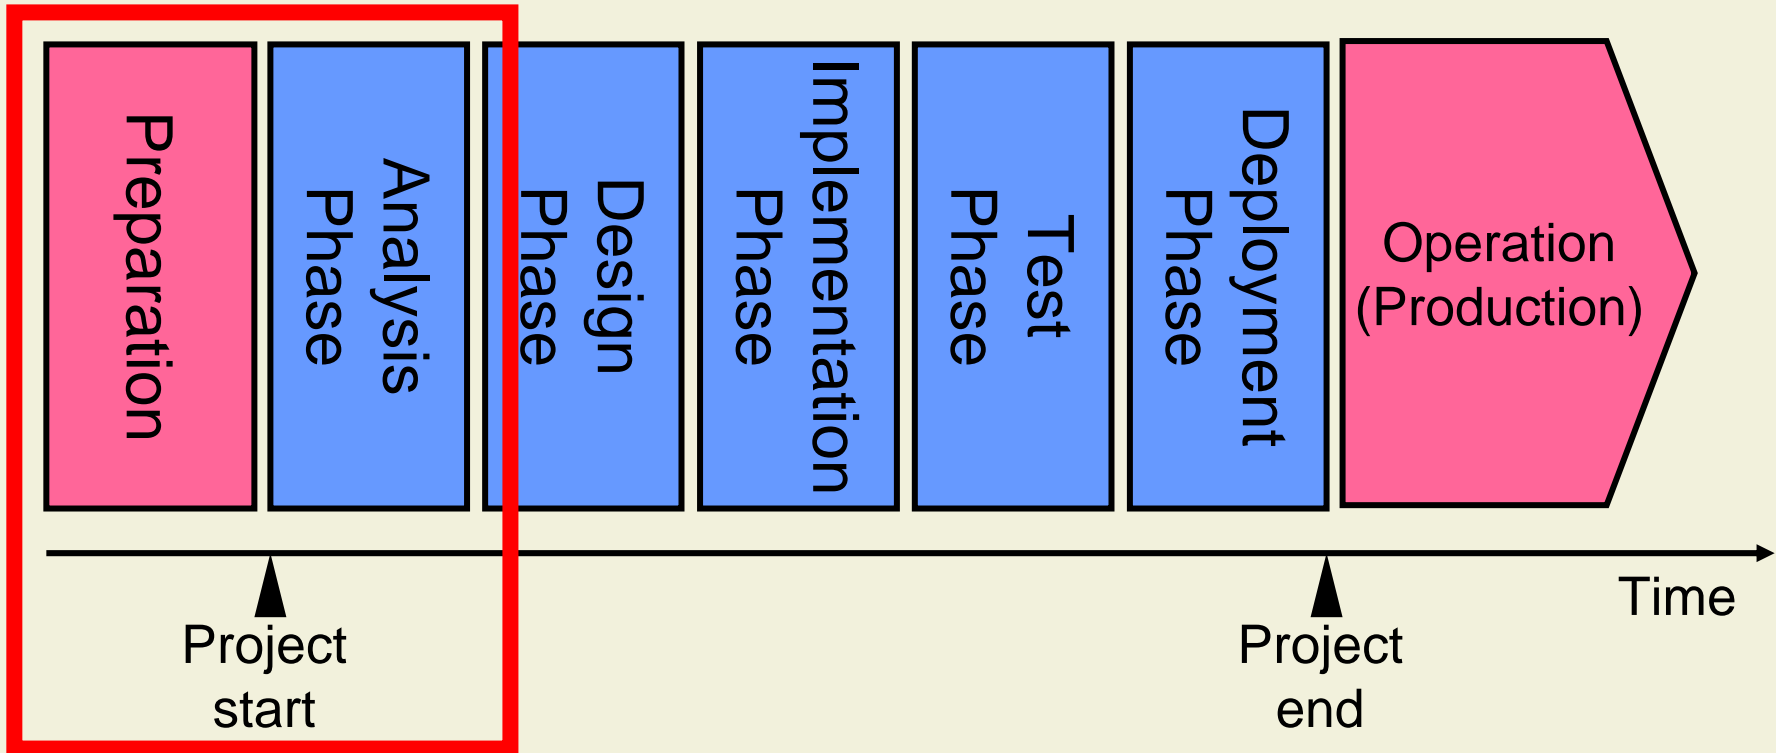 Preparation
Analysis
Phase
Design
Phase
Implementation
Phase
Test
Phase
Deployment
Phase
Operation
(Production)
Time
Project
start
Project
end